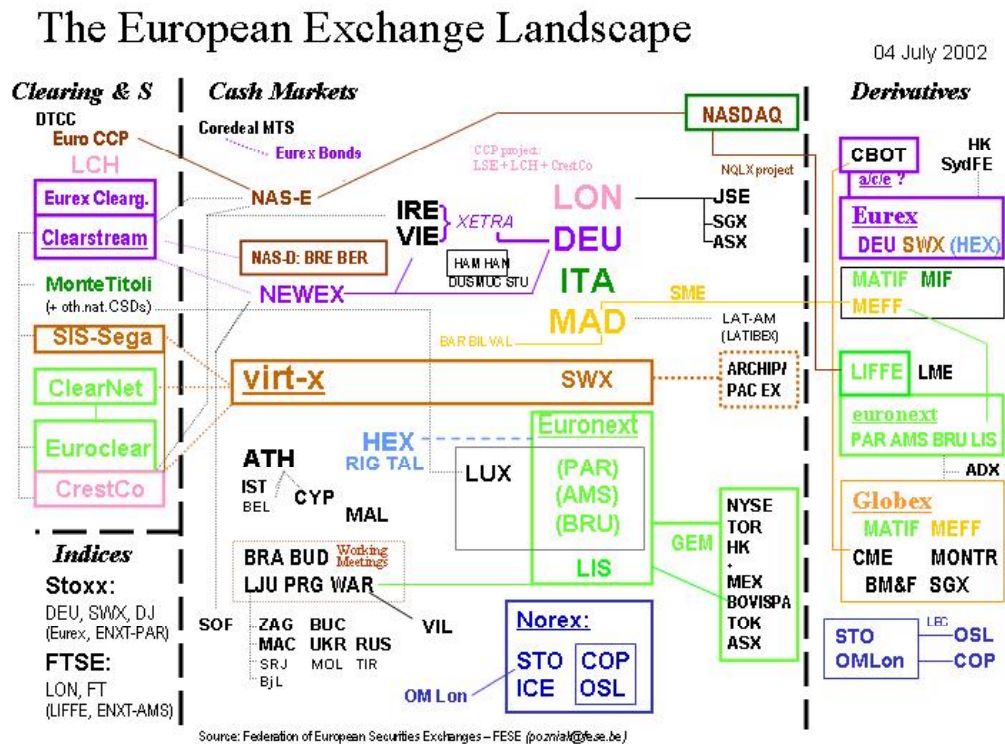 The European Exchange Landscape
04 July 2002
Clearing & S
DTCC
Euro CCP
LCH
Eurex Clearg.
Clearstream
MonteTitoli
(+ oth.nat.CSDs)
SIS-Sega
ClearNet
Euroclear
CrestCo
Indices
Stoxx:
DEU, SWX, DJ
(Eurex, ENXT-PAR)
FTSE:
LON, FT
(LIFFE, ENXT-AMS)
Cash Markets
Coredeal MTS
Eurex Bonds
NASDAQ
CCP project:
LSE + LCH + CrestCo
NQLX project
NAS-E
IRE
VIE
XETRA
LON
DEU
ITA
MAD
JSE
SGX
ASX
NAS-D: BRE BER
HAM HAN
DUS MUC STU
NEWEX
SME
BAR BIL VAL
LAT-AM
(LATIBEX)
virt-x
SWX
ARCHIP/
PAC EX
Euronext
HEX
RIG TAL
LUX
(PAR)
(AMS)
(BRU)
LIS
ATH
IST
BEL
CYP
MAL
BRA BUD
Working
Meetings
LJU PRG WAR
GEM
NYSE
TOR
HK
+
MEX
BOVISPA
TOK
ASX
SOF
ZAG BUC
MAC UKR RUS
SRJ MOL TIR
BjL
VIL
Norex:
STO COP
ICE OSL
OM Lon
Derivatives
CBOT
HK
SydFE
a/c/e ?
Eurex
DEU SWX (HEX)
MATIF MIF
MEFF
LIFFE LME
euronext
PAR AMS BRU LIS
ADX
Globex
MATIF MEFF
CME MONTR
BM&F SGX
STO
OMLon
LEC
OSL
COP
Source: Federation of European Securities Exchanges – FESE (pozniak@fese.be)